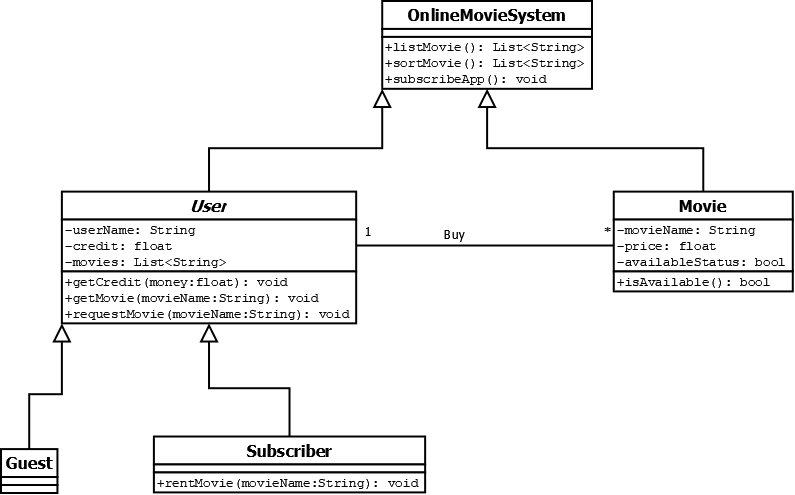 OnlineMovieSystem
+listMovie(): List<String>
+sortMovie(): List<String>
+subscribeApp(): void
User
-userName: String
-credit: float
-movies: List<String>
+getCredit(money:float): void
+getMovie(movieName:String): void
+requestMovie(movieName:String): void
1
Buy
*
Movie
-movieName: String
-price: float
-availableStatus: bool
+isAvailable(): bool
Guest
Subscriber
+rentMovie(movieName:String): void